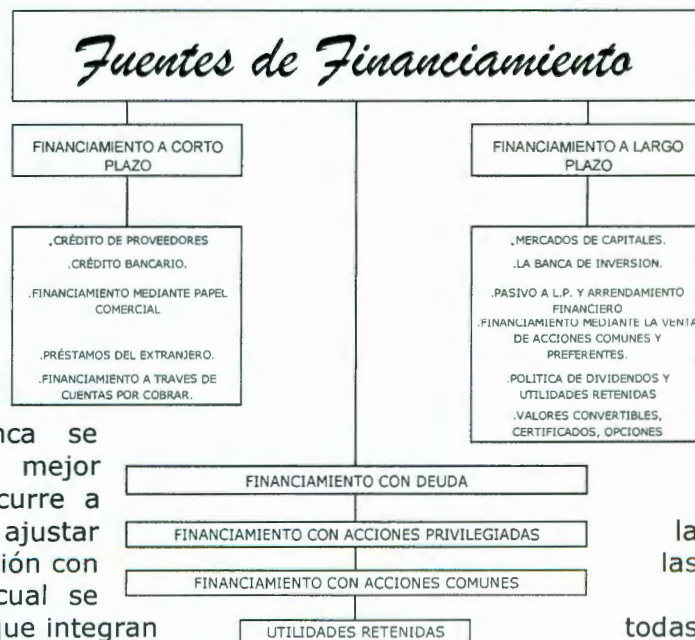 Fuentes de Financiamiento
FINANCIAMIENTO A CORTO
PLAZO
FINANCIAMIENTO A LARGO
PLAZO
.CRÉDITO DE PROVEEDORES
.CRÉDITO BANCARIO.
.FINANCIAMIENTO MEDIANTE PAPEL
COMERCIAL
.PRÉSTAMOS DEL EXTRANJERO.
.FINANCIAMIENTO A TRAVES DE
CUENTAS POR COBRAR.
.MERCADOS DE CAPITALES.
.LA BANCA DE INVERSION.
.PASIVO A L.P. Y ARRENDAMIENTO
FINANCIERO
.FINANCIAMIENTO MEDIANTE LA VENTA
DE ACCIONES COMUNES Y
PREFERENTES.
.POLITICA DE DIVIDENDOS Y
UTILIDADES RETENIDAS
.VALORES CONVERTIBLES,
CERTIFICADOS, OPCIONES
se
mejor
a
ajustar
con
cual se
que integran
FINANCIAMIENTO CON DEUDA
FINANCIAMIENTO CON ACCIONES PRIVILEGIADAS
FINANCIAMIENTO CON ACCIONES COMUNES
UTILIDADES RETENIDAS
la
las
todas